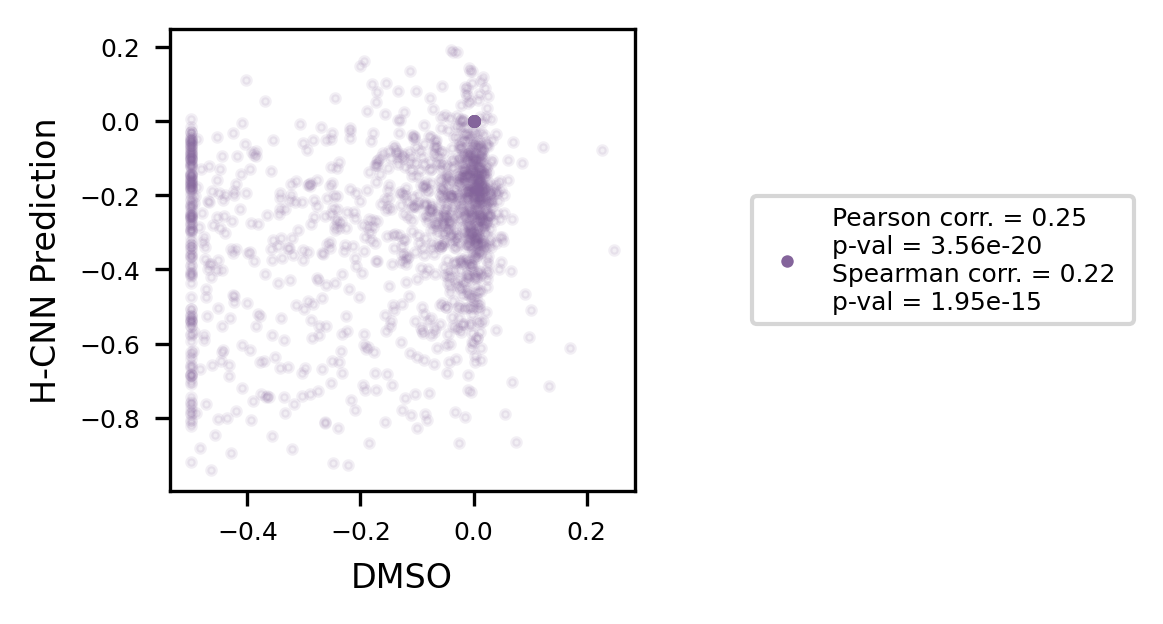 0.2
0.0
−0.2
−0.4
−0.6
−0.8
H-CNN Prediction
−0.4
−0.2
0.0
0.2
DMSO
Pearson corr. = 0.25
p-val = 3.56e-20
Spearman corr. = 0.22
p-val = 1.95e-15